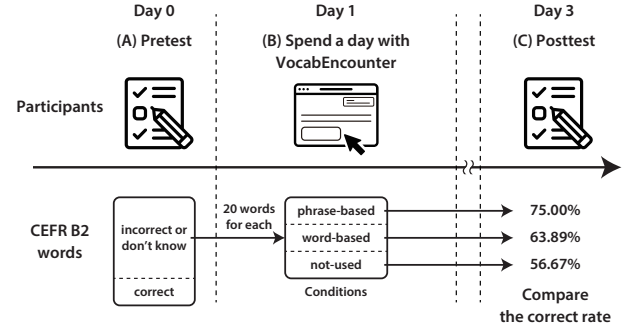 Day 0
Day 1
Day 3
(A) Pretest
(B) Spend a day with
VocabEncounter
(C) Posttest
Participants
CEFR B2
words
incorrect or
don't know
correct
20 words
for each
phrase-based
word-based
not-used
Conditions
75.00%
63.89%
56.67%
Compare
the correct rate